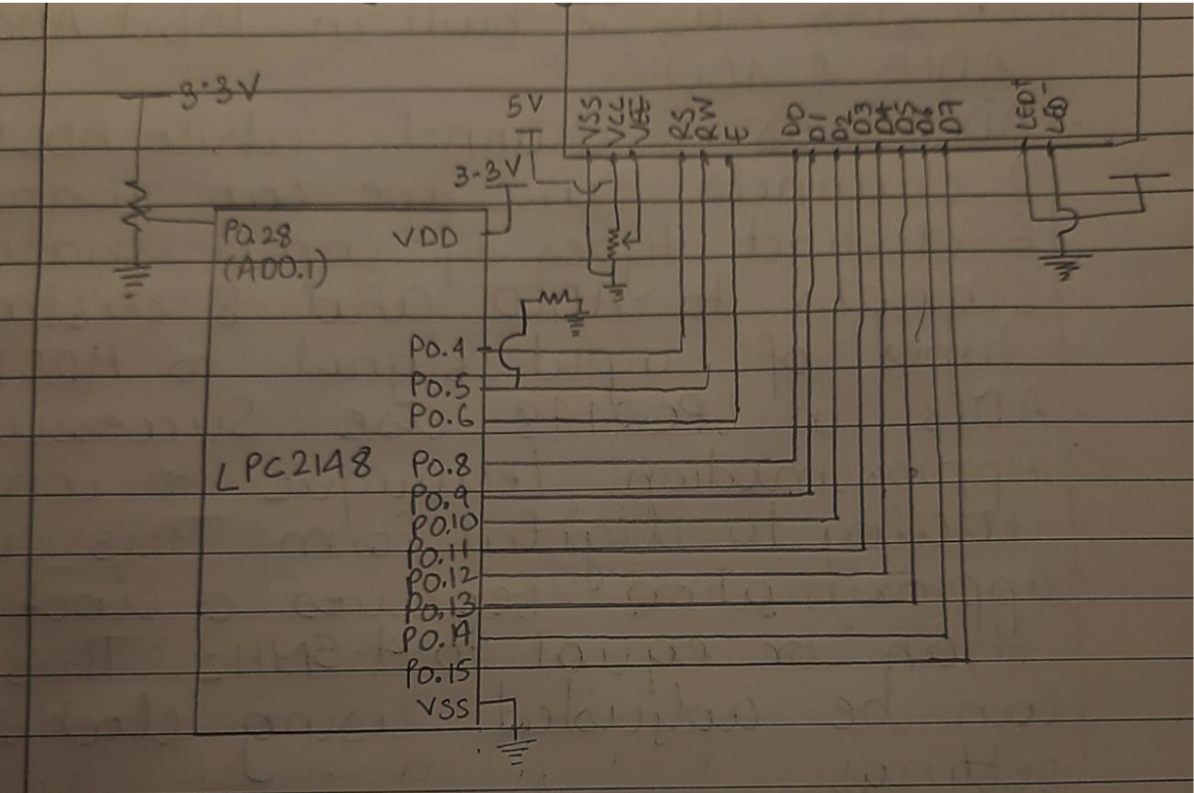 3.3V
5V
VSS
VCC
VEE
RS
RW
E
D0
D1
D2
D3
D4
D5
D6
D7
LED+
LED-
3.3V
P0.28
(AD0.1)
VDD
P0.4
P0.5
P0.6
LPC2148
P0.8
P0.9
P0.10
P0.11
P0.12
P0.13
P0.14
P0.15
VSS